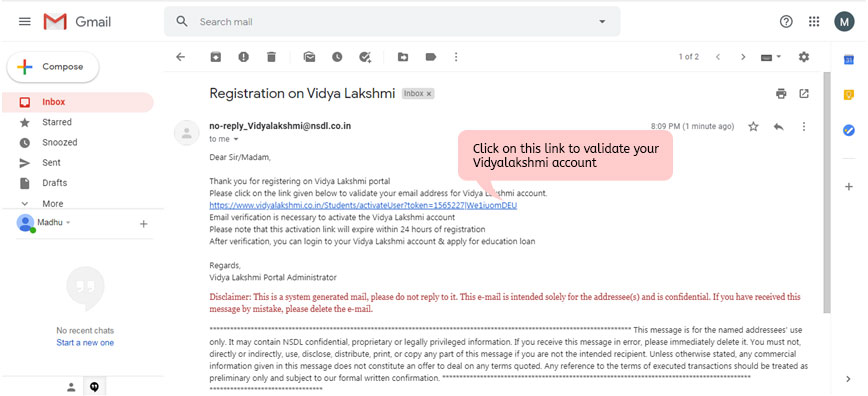 Gmail
Search mail
M
Compose
1 of 2
31
Inbox
Starred
Snoozed
Sent
Drafts
More
Madhu
No recent chats
Start a new one
Registration on Vidya Lakshmi Inbox x
no-reply_Vidyalakshmi@nsdl.co.in
8:09 PM (1 minute ago)
to me
Click on this link to validate your
Vidyalakshmi account
Dear Sir/Madam,
Thank you for registering on Vidya Lakshmi portal
Please click on the link given below to validate your email address for Vidya Lakshmi account.
https://www.vidyalakshmi.co.in/Students/activateUser?token=1565227|We1iuomDEU
Email verification is necessary to activate the Vidya Lakshmi account
Please note that this activation link will expire within 24 hours of registration
After verification, you can login to your Vidya Lakshmi account & apply for education loan
Regards,
Vidya Lakshmi Portal Administrator
Disclaimer: This is a system generated mail, please do not reply to it. This e-mail is intended solely for the addressee(s) and is confidential. If you have received this
message by mistake, please delete the e-mail.
This message is for the named addressees' use
only. It may contain NSDL confidential, proprietary or legally privileged information. If you receive this message in error, please immediately delete it. You must not,
directly or indirectly, use, disclose, distribute, print, or copy any part of this message if you are not the intended recipient. Unless otherwise stated, any commercial
information given in this message does not constitute an offer to deal on any terms quoted. Any reference to the terms of executed transactions should be treated as
preliminary only and subject to our formal written confirmation.